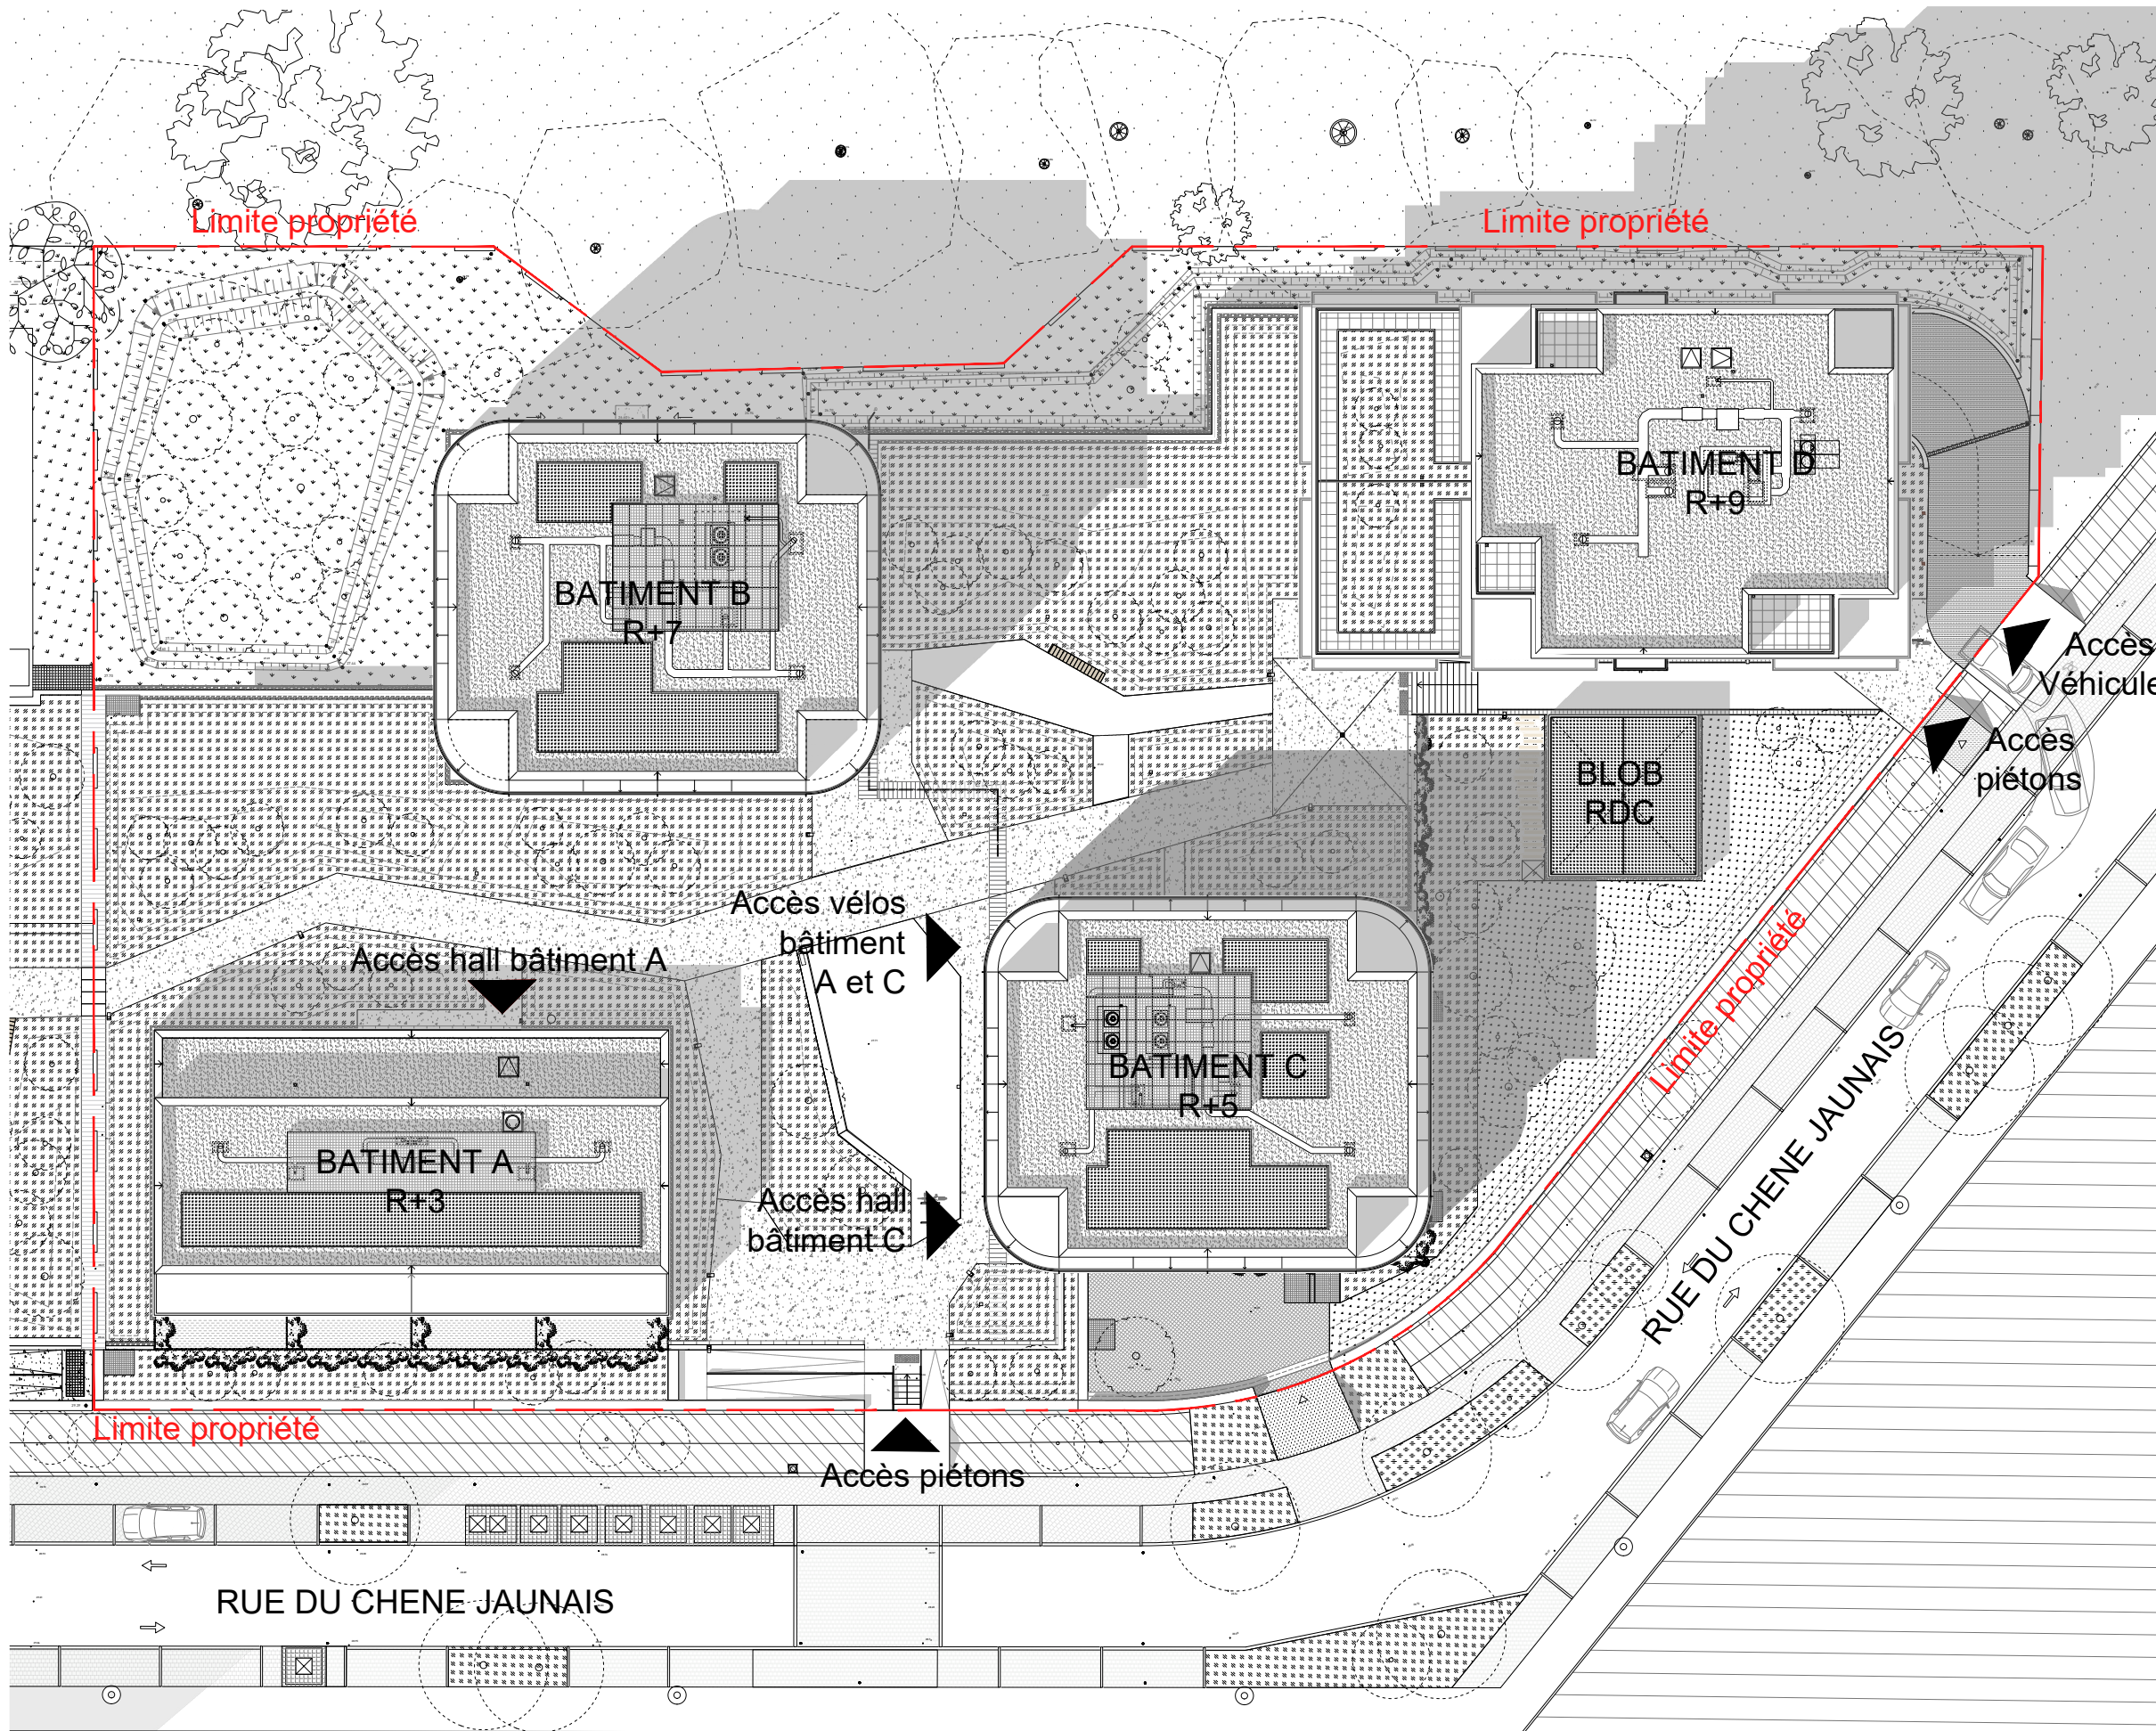 Limite propriété
Limite propriété
BATIMENT D
R+9
BATIMENT B
R+7
Accès
Véhicule
Accès
piétons
BLOB
RDC
Accès vélos
bâtiment
A et C
Accès hall bâtiment A
Limite propriété
BATIMENT C
R+5
BATIMENT A
R+3
Accès hall
bâtiment C
RUE DU CHENE JAUNAIS
Limite propriété
Accès piétons
RUE DU CHENE JAUNAIS